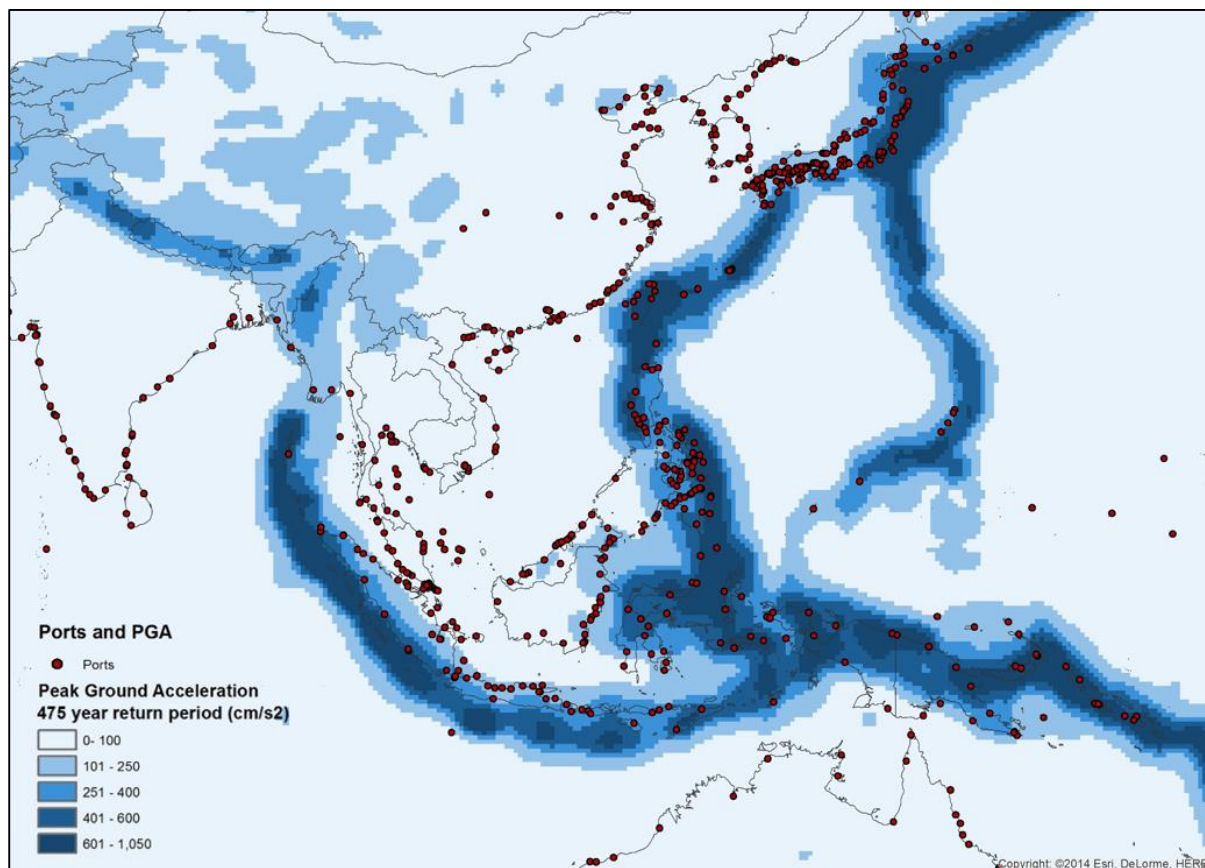 Ports and PGA
Ports
Peak Ground Acceleration
475 year return period (cm/s2)
0- 100
101 - 250
251 - 400
401 - 600
601 - 1,050
Copyright: ©2014 Esri, DeLorme, HERE